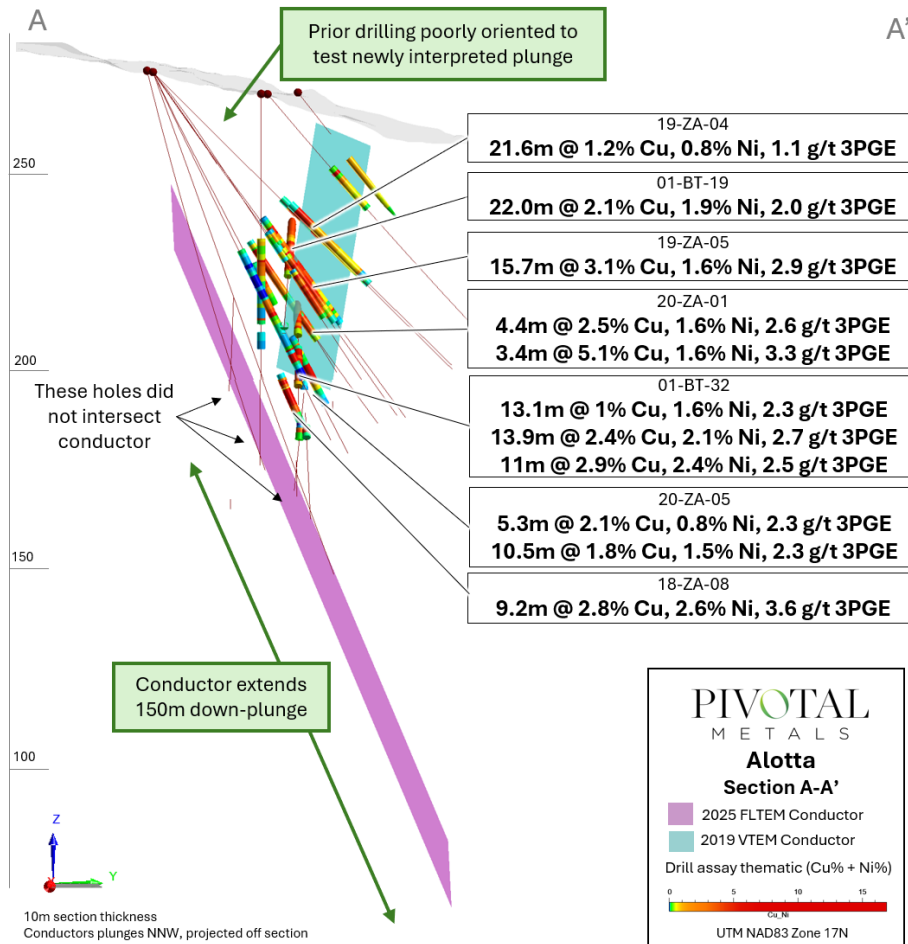 A
A'
Prior drilling poorly oriented to
test newly interpreted plunge
19-ZA-04
21.6m @ 1.2% Cu, 0.8% Ni, 1.1 g/t 3PGE
250
01-BT-19
22.0m @ 2.1% Cu, 1.9% Ni, 2.0 g/t 3PGE
19-ZA-05
15.7m @ 3.1% Cu, 1.6% Ni, 2.9 g/t 3PGE
20-ZA-01
4.4m @ 2.5% Cu, 1.6% Ni, 2.6 g/t 3PGE
3.4m @ 5.1% Cu, 1.6% Ni, 3.3 g/t 3PGE
200
These holes did
not intersect
conductor
01-BT-32
13.1m @ 1% Cu, 1.6% Ni, 2.3 g/t 3PGE
13.9m @ 2.4% Cu, 2.1% Ni, 2.7 g/t 3PGE
11m @ 2.9% Cu, 2.4% Ni, 2.5 g/t 3PGE
20-ZA-05
5.3m @ 2.1% Cu, 0.8% Ni, 2.3 g/t 3PGE
10.5m @ 1.8% Cu, 1.5% Ni, 2.3 g/t 3PGE
150
18-ZA-08
9.2m @ 2.8% Cu, 2.6% Ni, 3.6 g/t 3PGE
Conductor extends
150m down-plunge
100
Z
Y
10m section thickness
Conductors plunges NNW, projected off section
PIVOTAL
METALS
Alotta
Section A-A'
2025 FLTEM Conductor
2019 VTEM Conductor
Drill assay thematic (Cu% + Ni%)
0 5 10 15
Cu_Ni
UTM NAD83 Zone 17N